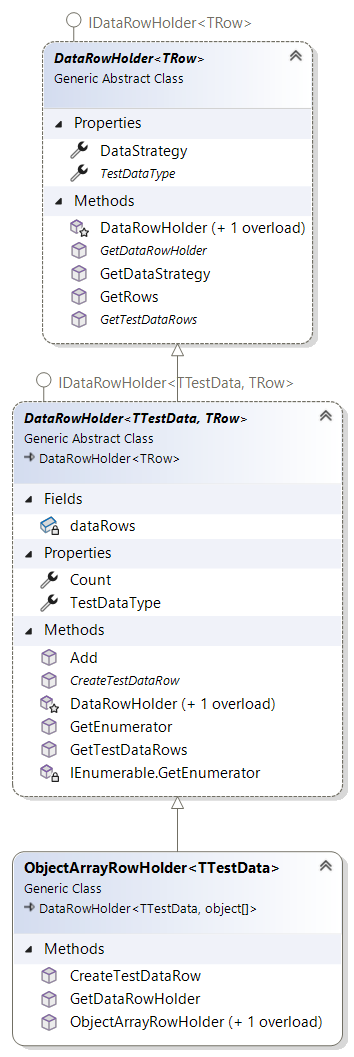 IDataRowHolder<TRow>
DataRowHolder<TRow>
Generic Abstract Class
Properties
DataStrategy
TestDataType
Methods
DataRowHolder (+ 1 overload)
GetDataRowHolder
GetDataStrategy
GetRows
GetTestDataRows
IDataRowHolder<TTestData, TRow>
DataRowHolder<TTestData, TRow>
Generic Abstract Class
DataRowHolder<TRow>
Fields
dataRows
Properties
Count
TestDataType
Methods
Add
CreateTestDataRow
DataRowHolder (+ 1 overload)
GetEnumerator
GetTestDataRows
IEnumerable.GetEnumerator
ObjectArrayRowHolder<TTestData>
Generic Class
DataRowHolder<TTestData, object[]>
Methods
CreateTestDataRow
GetDataRowHolder
ObjectArrayRowHolder (+ 1 overload)